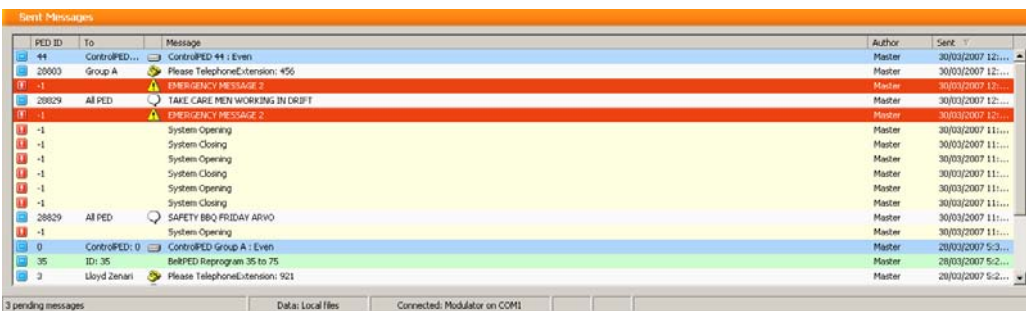 Sent Messages
PED ID To Message Author Sent
44 ControlPED... ControlPED 44 : Even Master 30/03/2007 12:...
28803 Group A Please TelephoneExtension: 456 Master 30/03/2007 12:...
-1 EMERGENCY MESSAGE 2 Master 30/03/2007 12:...
28829 All PED TAKE CARE MEN WORKING IN DRIFT Master 30/03/2007 12:...
-1 EMERGENCY MESSAGE 2 Master 30/03/2007 12:...
-1 System Opening Master 30/03/2007 11:...
-1 System Closing Master 30/03/2007 11:...
-1 System Opening Master 30/03/2007 11:...
-1 System Closing Master 30/03/2007 11:...
-1 System Opening Master 30/03/2007 11:...
-1 System Closing Master 30/03/2007 11:...
28829 All PED SAFETY BBQ FRIDAY ARVO Master 30/03/2007 11:...
-1 System Opening Master 30/03/2007 11:...
0 ControlPED: 0 ControlPED Group A : Even Master 28/03/2007 5:3...
35 ID: 35 BeltPED Reprogram 35 to 75 Master 28/03/2007 5:2...
3 Lloyd Zenari Please TelephoneExtension: 921 Master 28/03/2007 5:2...
3 pending messages Data: Local files Connected: Modulator on COM1